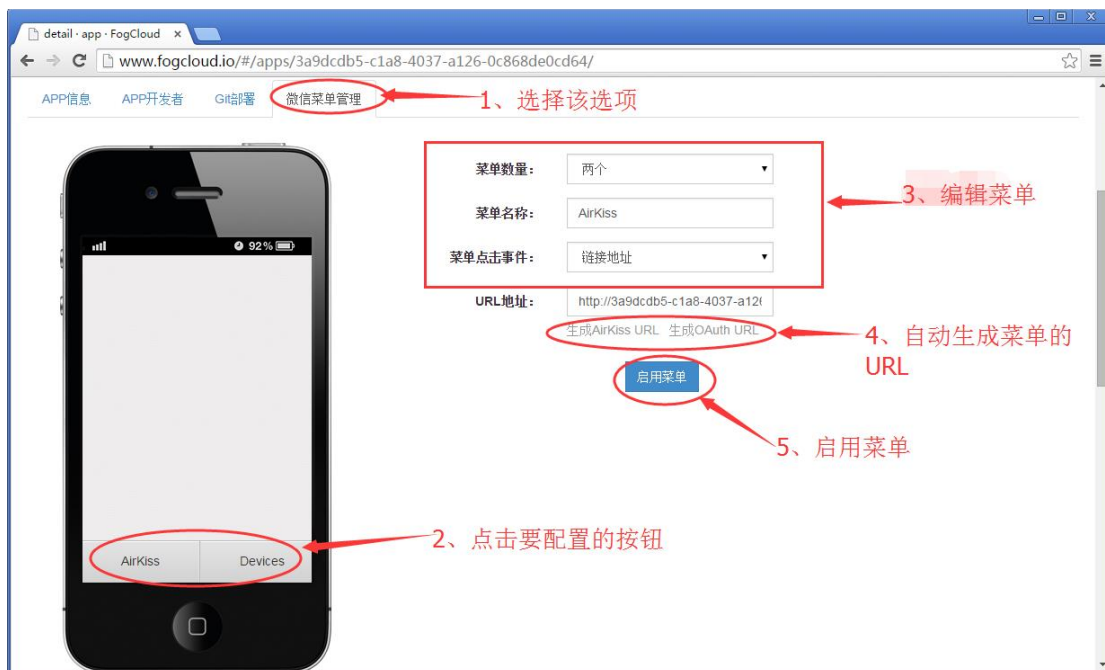 detail · app · FogCloud
www.fogcloud.io/#/apps/3a9dcdb5-c1a8-4037-a126-0c868de0cd64/
APP信息 APP开发者 Git部署 微信菜单管理
1、选择该选项
菜单数量： 两个
菜单名称： AirKiss
3、编辑菜单
92%
菜单点击事件： 链接地址
URL地址： http://3a9dcdb5-c1a8-4037-a126
生成AirKiss URL 生成OAuth URL
4、自动生成菜单的
URL
启用菜单
5、启用菜单
2、点击要配置的按钮
AirKiss Devices